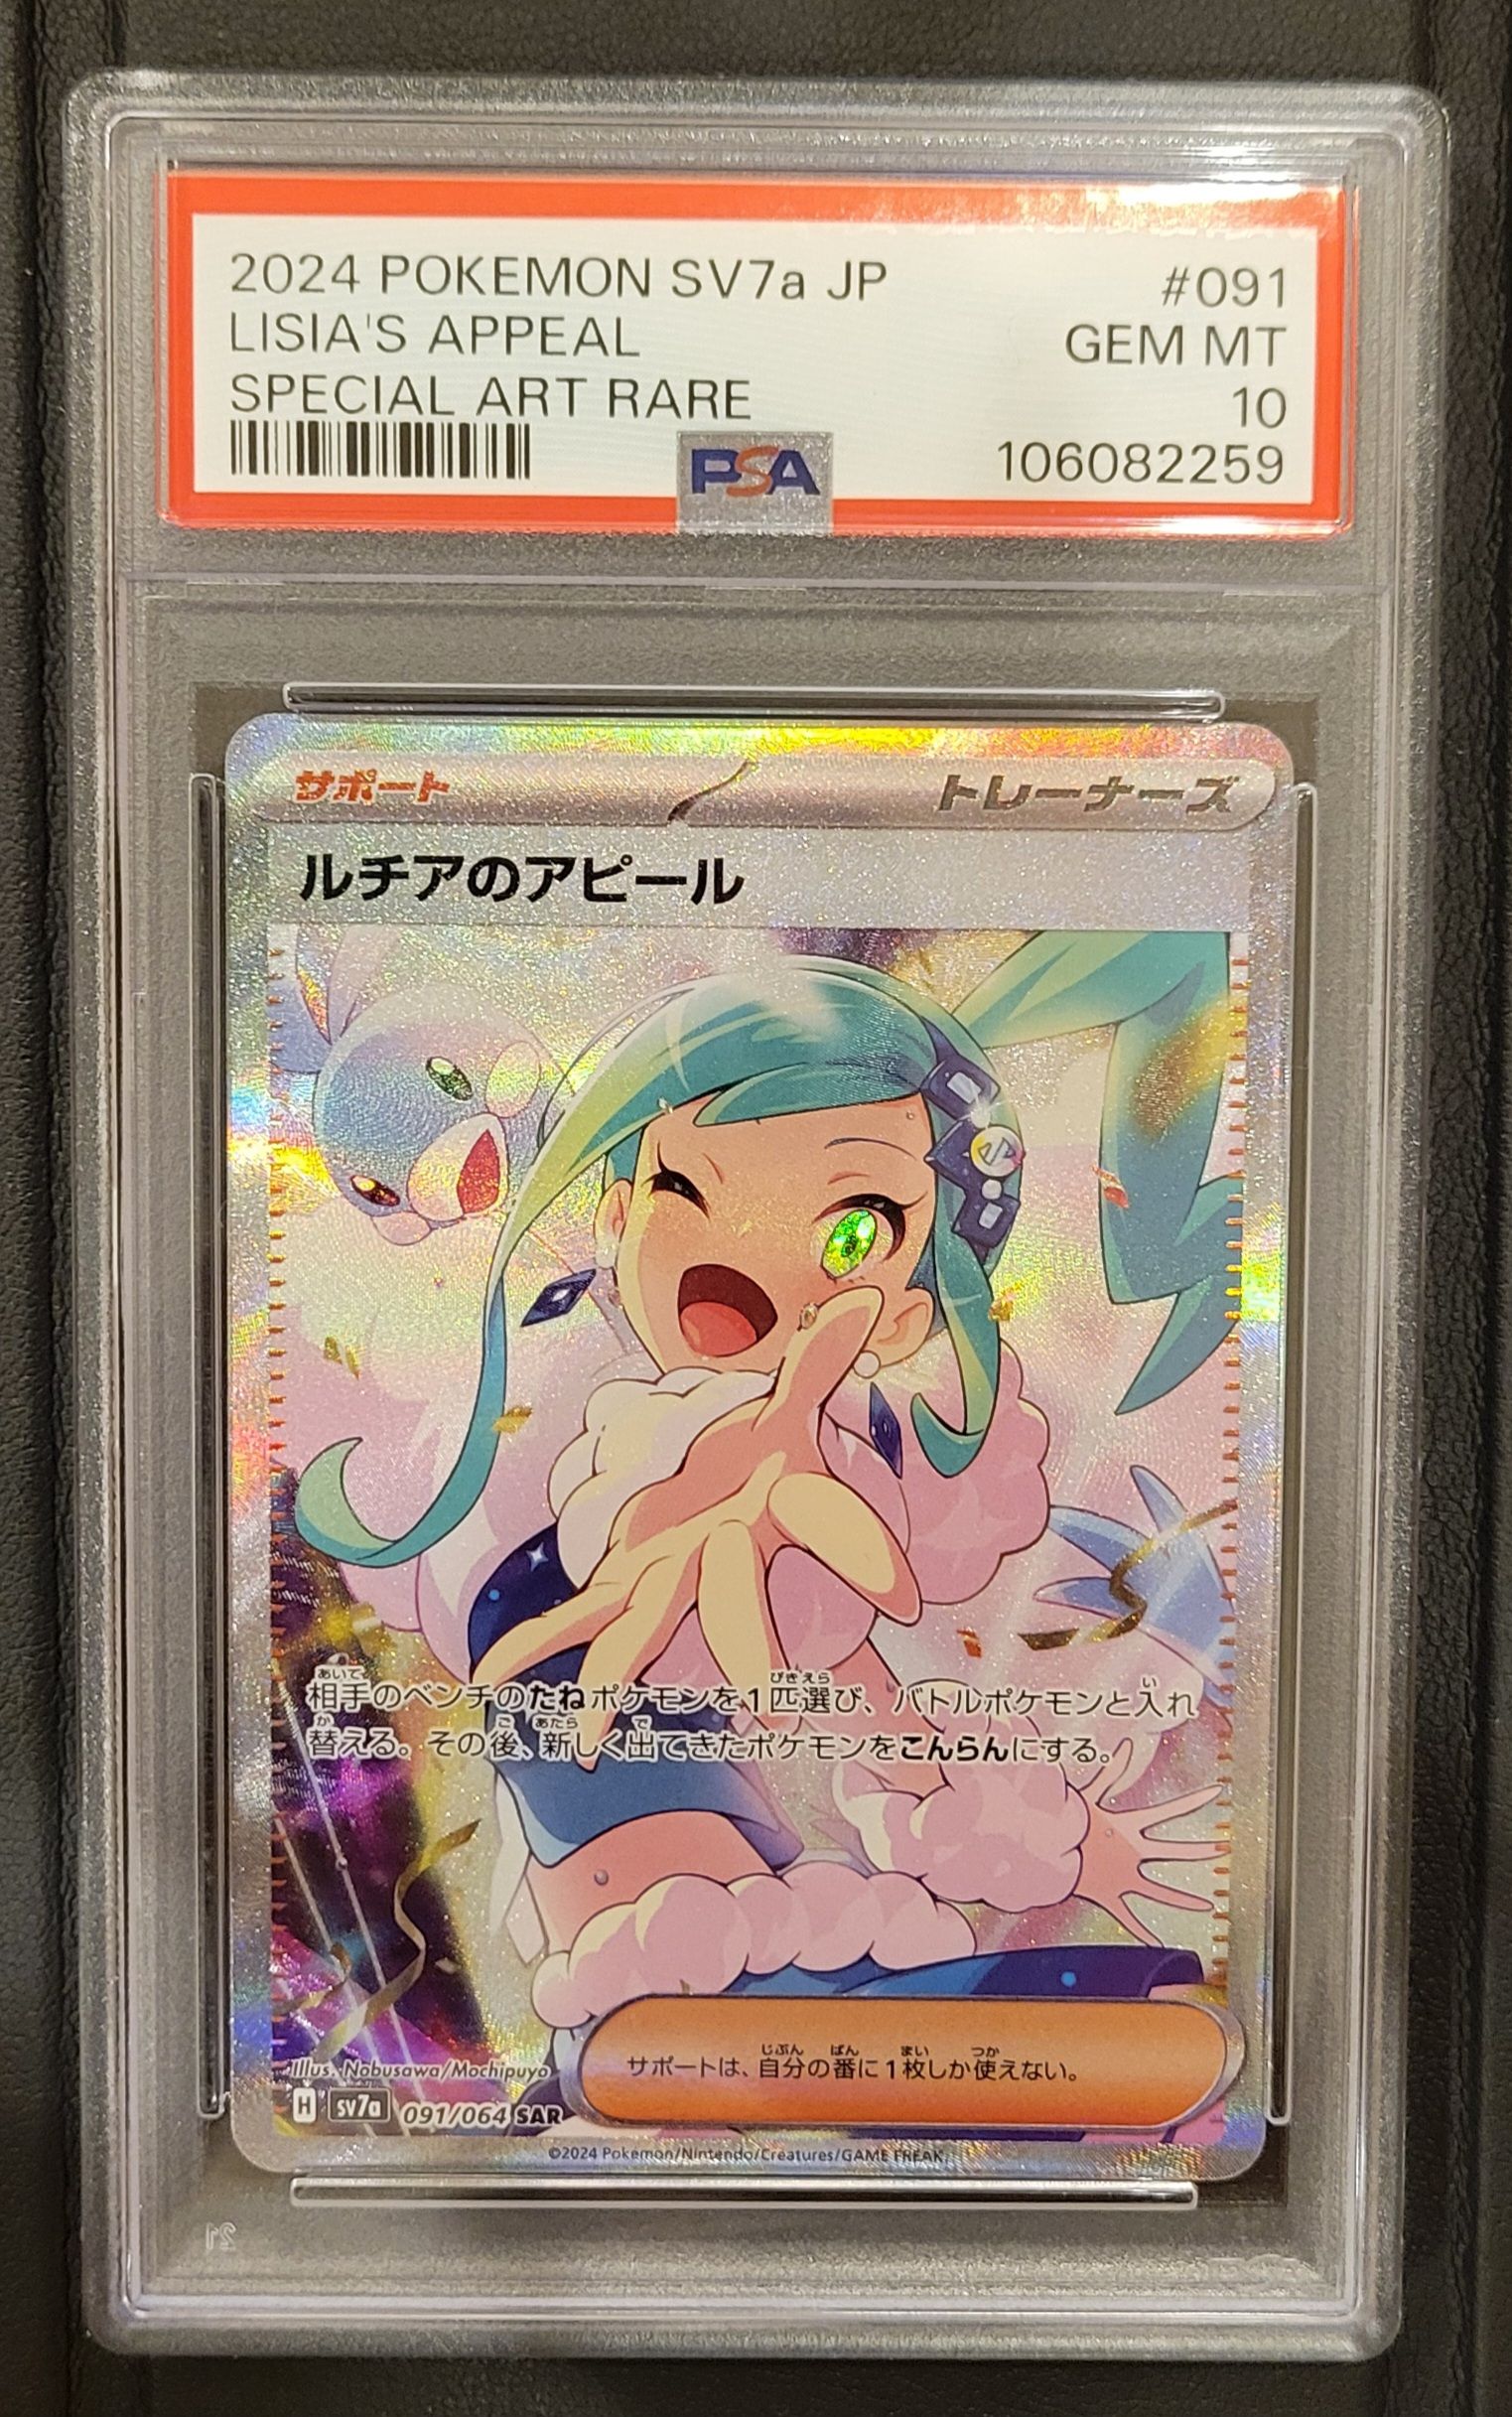 2024 POKEMON SV7a JP #091
LISIA'S APPEAL GEM MT
SPECIAL ART RARE 10
PSA 106082259
サポート トレーナーズ
ルチアのアピール
相手のベンチのたねポケモンを1匹選び、バトルポケモンと入れ
替える。その後、新しく出てきたポケモンをこんらんにする。
サポートは、自分の番に1枚しか使えない。
Illus. Nobusawa/Mochipuyo
H sv7a 091/064 SAR
©2024 Pokémon/Nintendo/Creatures/GAME FREAK